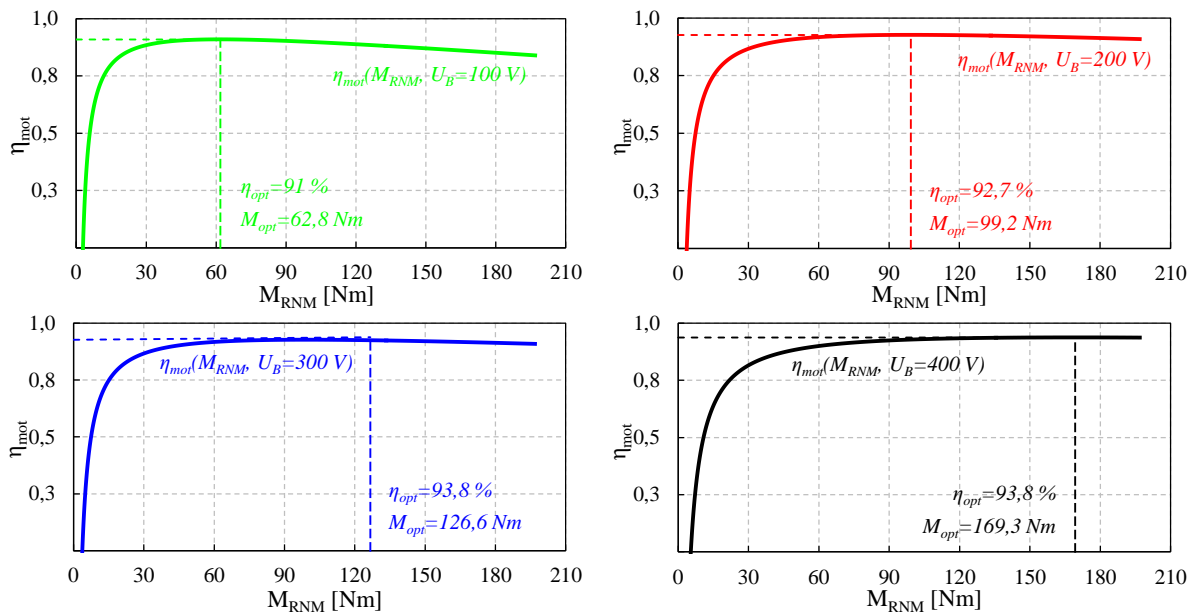 1,0
0,8
0,5
0,3
η_mot
η_mot(M_RNM, U_B=100 V)
η_opt=91 %
M_opt=62,8 Nm
0 30 60 90 120 150 180 210
M_RNM [Nm]
1,0
0,8
0,5
0,3
η_mot
η_mot(M_RNM, U_B=200 V)
η_opt=92,7 %
M_opt=99,2 Nm
0 30 60 90 120 150 180 210
M_RNM [Nm]
1,0
0,8
0,5
0,3
η_mot
η_mot(M_RNM, U_B=300 V)
η_opt=93,8 %
M_opt=126,6 Nm
0 30 60 90 120 150 180 210
M_RNM [Nm]
1,0
0,8
0,5
0,3
η_mot
η_mot(M_RNM, U_B=400 V)
η_opt=93,8 %
M_opt=169,3 Nm
0 30 60 90 120 150 180 210
M_RNM [Nm]